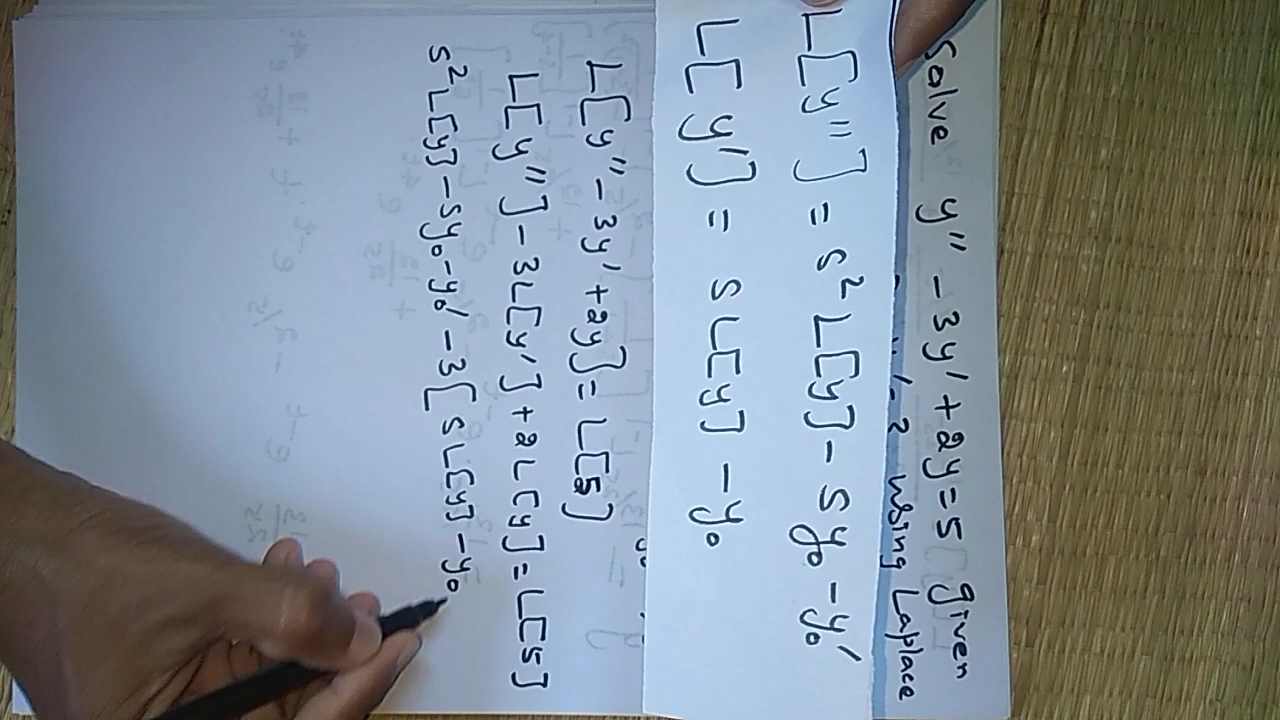 Solve y'' - 3y' + 2y = 5 given
y' = 2 using Laplace
L[y''] = s²L[y] - sy₀ - y₀'
L[y'] = sL[y] - y₀
L[y'' - 3y' + 2y] = L[5]
L[y''] - 3L[y'] + 2L[y] = L[5]
s²L[y] - sy₀ - y₀' - 3[sL[y] - y₀